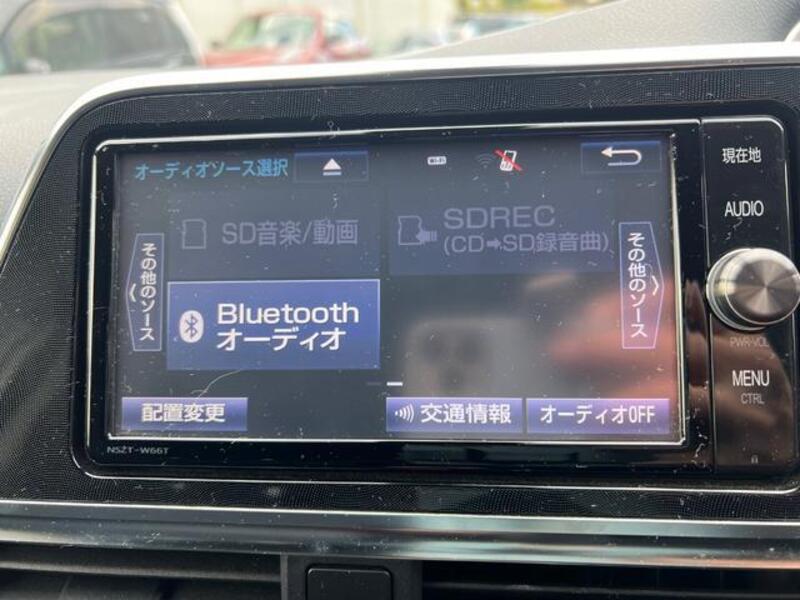 オーディオソース選択
Wi-Fi
現在地
SD音楽/動画
SDREC
(CD➡SD録音曲)
AUDIO
その他のソース
その他のソース
Bluetooth
オーディオ
PWR-VOL
MENU
CTRL
配置変更
交通情報
オーディオOFF
NSZT-W66T